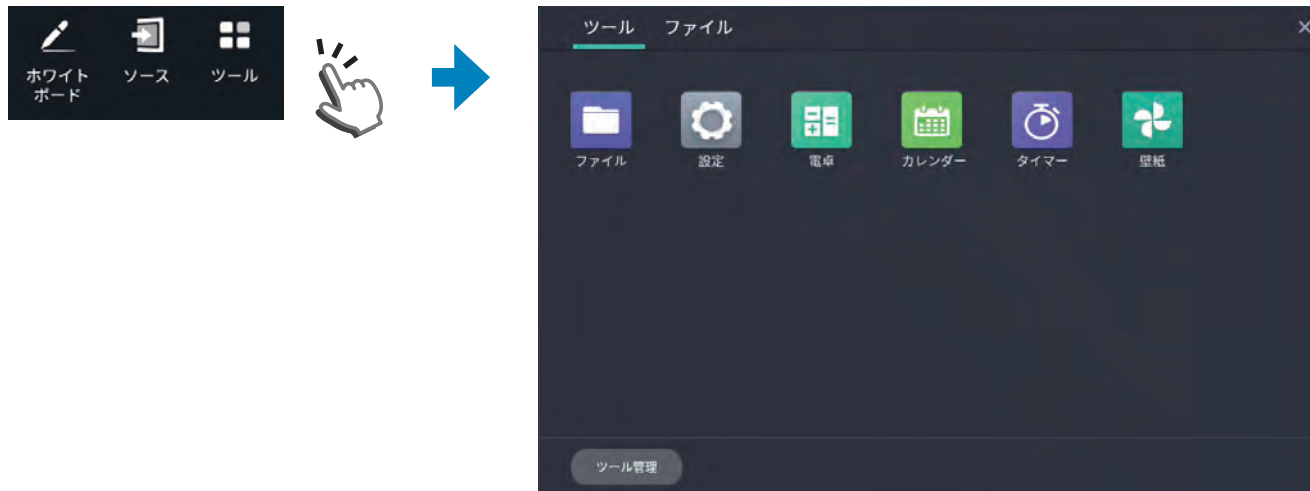 ホワイト
ボード
ソース
ツール
ツール ファイル
ファイル
設定
電卓
カレンダー
タイマー
壁紙
ツール管理